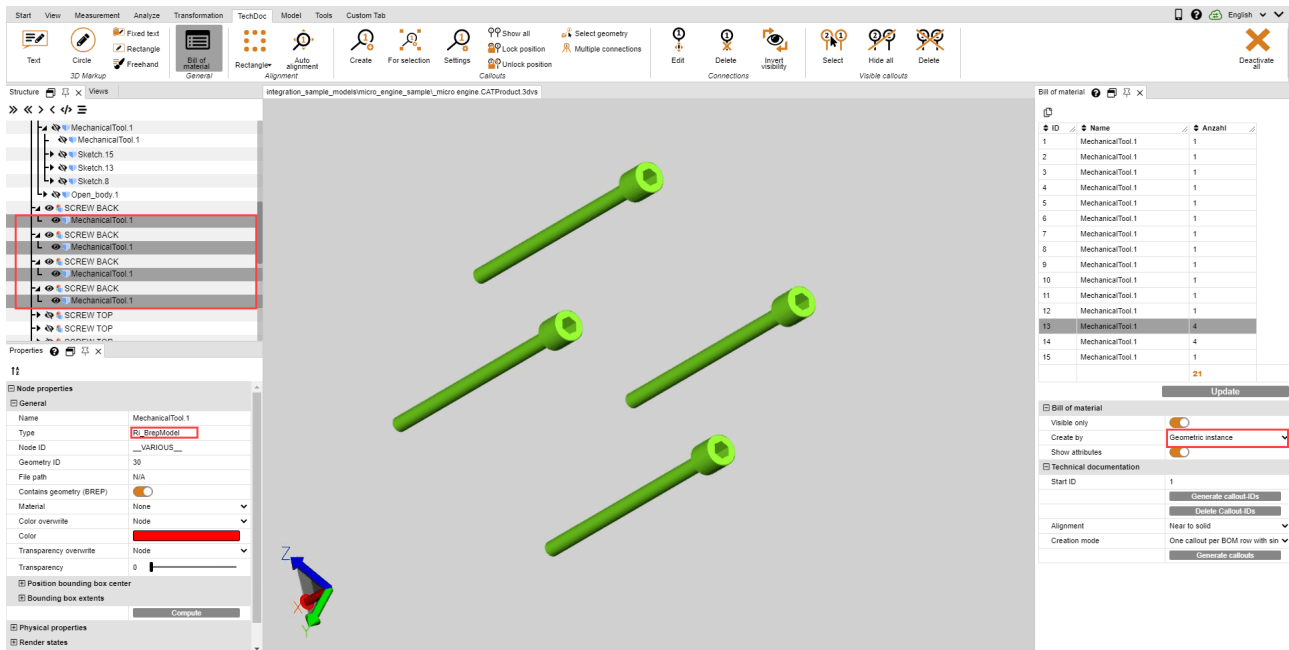 Start View Measurement Analyze Transformation TechDoc Model Tools Custom Tab English
Text
Circle
Fixed text
Rectangle
Freehand
3D Markup
Bill of material
General
Rectangle
Auto alignment
Alignment
Create
For selection
Settings
Show all
Lock position
Unlock position
Select geometry
Multiple connections
Callouts
Edit
Delete
Invert visibility
Connections
Select
Hide all
Delete
Visible callouts
Deactivate all
Structure Views
MechanicalTool.1
MechanicalTool.1
Sketch.15
Sketch.13
Sketch.8
Open_body.1
SCREW BACK
MechanicalTool.1
SCREW BACK
MechanicalTool.1
SCREW BACK
MechanicalTool.1
SCREW BACK
MechanicalTool.1
SCREW TOP
SCREW TOP
SCREW TOP
Properties
Node properties
General
Name MechanicalTool.1
Type RI_BrepModel
Node ID __VARIOUS__
Geometry ID 30
File path N/A
Contains geometry (BREP)
Material None
Color overwrite Node
Color
Transparency overwrite Node
Transparency 0
Position bounding box center
Bounding box extents
Compute
Physical properties
Render states
integration_sample_models\micro_engine_sample\_micro engine.CATProduct.3dvs
Z
X
Y
Bill of material
ID Name Anzahl
1 MechanicalTool.1 1
2 MechanicalTool.1 1
3 MechanicalTool.1 1
4 MechanicalTool.1 1
5 MechanicalTool.1 1
6 MechanicalTool.1 1
7 MechanicalTool.1 1
8 MechanicalTool.1 1
9 MechanicalTool.1 1
10 MechanicalTool.1 1
11 MechanicalTool.1 1
12 MechanicalTool.1 1
13 MechanicalTool.1 4
14 MechanicalTool.1 4
15 MechanicalTool.1 1
21
Update
Bill of material
Visible only
Create by Geometric instance
Show attributes
Technical documentation
Start ID 1
Generate callout-IDs
Delete Callout-IDs
Alignment Near to solid
Creation mode One callout per BOM row with sin
Generate callouts